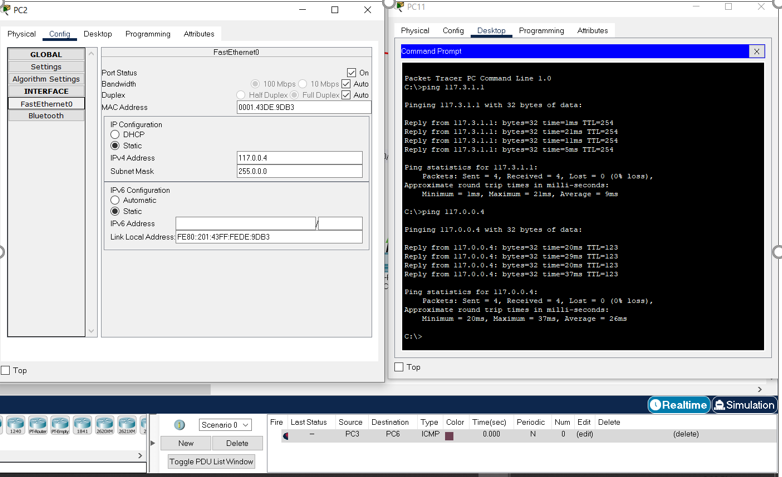 PC2
Physical Config Desktop Programming Attributes
GLOBAL
Settings
Algorithm Settings
INTERFACE
FastEthernet0
Bluetooth
FastEthernet0
Port Status On
Bandwidth 100 Mbps 10 Mbps Auto
Duplex Half Duplex Full Duplex Auto
MAC Address 0001.43DE.9DB3
IP Configuration
DHCP
Static
IPv4 Address 117.0.0.4
Subnet Mask 255.0.0.0
IPv6 Configuration
Automatic
Static
IPv6 Address /
Link Local Address: FE80::201:43FF:FEDE:9DB3
Top
PC11
Physical Config Desktop Programming Attributes
Command Prompt X
Packet Tracer PC Command Line 1.0
C:\>ping 117.3.1.1
Pinging 117.3.1.1 with 32 bytes of data:
Reply from 117.3.1.1: bytes=32 time=1ms TTL=254
Reply from 117.3.1.1: bytes=32 time=21ms TTL=254
Reply from 117.3.1.1: bytes=32 time=11ms TTL=254
Reply from 117.3.1.1: bytes=32 time=5ms TTL=254
Ping statistics for 117.3.1.1:
Packets: Sent = 4, Received = 4, Lost = 0 (0% loss),
Approximate round trip times in milli-seconds:
Minimum = 1ms, Maximum = 21ms, Average = 9ms
C:\>ping 117.0.0.4
Pinging 117.0.0.4 with 32 bytes of data:
Reply from 117.0.0.4: bytes=32 time=20ms TTL=123
Reply from 117.0.0.4: bytes=32 time=29ms TTL=123
Reply from 117.0.0.4: bytes=32 time=20ms TTL=123
Reply from 117.0.0.4: bytes=32 time=37ms TTL=123
Ping statistics for 117.0.0.4:
Packets: Sent = 4, Received = 4, Lost = 0 (0% loss),
Approximate round trip times in milli-seconds:
Minimum = 20ms, Maximum = 37ms, Average = 26ms
C:\>
Top
Realtime Simulation
1240 PT-Router PT-Empty 1841 2620XM 2621XM
Scenario 0
New Delete
Toggle PDU List Window
Fire Last Status Source Destination Type Color Time(sec) Periodic Num Edit Delete
-- PC3 PC6 ICMP 0.000 N 0 (edit) (delete)